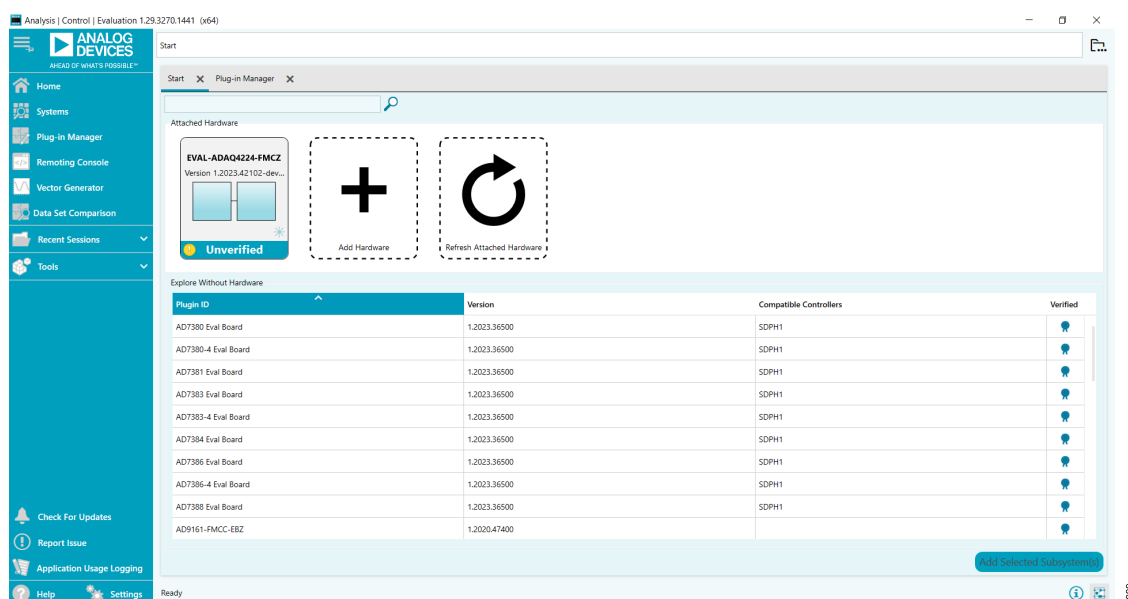 Analysis | Control | Evaluation 1.29.3270.1441 (x64)
ANALOG
DEVICES
AHEAD OF WHAT'S POSSIBLE™
Start
Home
Systems
Plug-in Manager
Remoting Console
Vector Generator
Data Set Comparison
Recent Sessions
Tools
Check For Updates
Report Issue
Application Usage Logging
Help Settings
Start Plug-in Manager
Attached Hardware
EVAL-ADAQ4224-FMCZ
Version 1.2023.42102-dev...
Unverified
Add Hardware
Refresh Attached Hardware
Explore Without Hardware
Plugin ID Version Compatible Controllers Verified
AD7380 Eval Board 1.2023.36500 SDPH1
AD7380-4 Eval Board 1.2023.36500 SDPH1
AD7381 Eval Board 1.2023.36500 SDPH1
AD7383 Eval Board 1.2023.36500 SDPH1
AD7383-4 Eval Board 1.2023.36500 SDPH1
AD7384 Eval Board 1.2023.36500 SDPH1
AD7386 Eval Board 1.2023.36500 SDPH1
AD7386-4 Eval Board 1.2023.36500 SDPH1
AD7388 Eval Board 1.2023.36500 SDPH1
AD9161-FMCC-EBZ 1.2020.47400
Add Selected Subsystem(s)
Ready